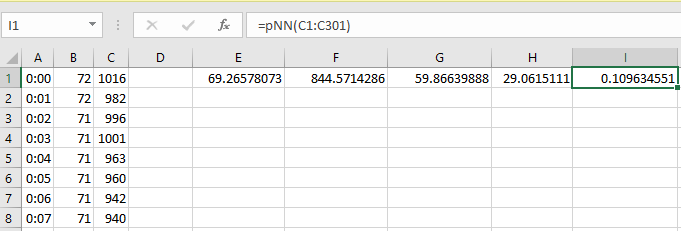 I1 =pNN(C1:C301)
A B C D E F G H I
1 0:00 72 1016 69.26578073 844.5714286 59.86639888 29.0615111 0.109634551
2 0:01 72 982
3 0:02 71 996
4 0:03 71 1001
5 0:04 71 963
6 0:05 71 960
7 0:06 71 942
8 0:07 71 940